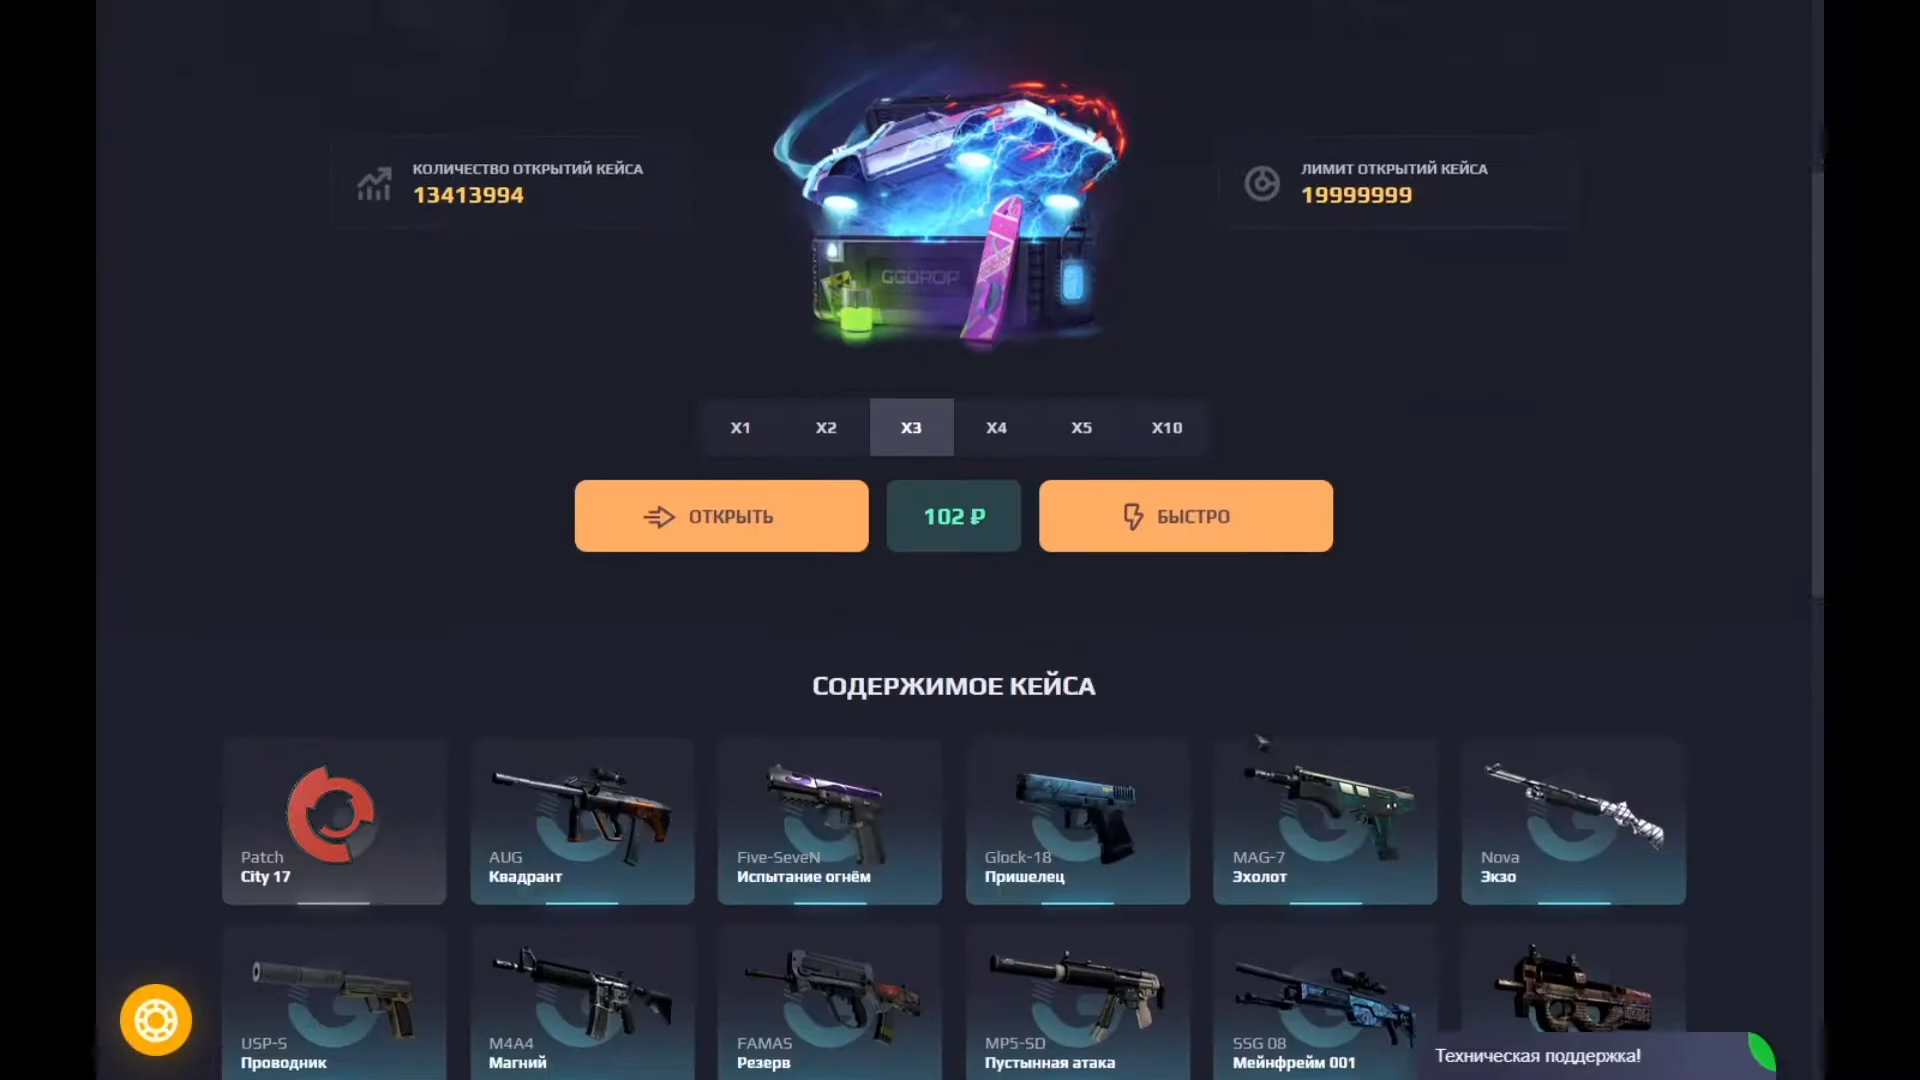 КОЛИЧЕСТВО ОТКРЫТИЙ КЕЙСА
13413994
ЛИМИТ ОТКРЫТИЙ КЕЙСА
19999999
GGDROP
X1 X2 X3 X4 X5 X10
ОТКРЫТЬ 102 ₽ БЫСТРО
СОДЕРЖИМОЕ КЕЙСА
Patch
City 17
AUG
Квадрант
Five-SeveN
Испытание огнём
Glock-18
Пришелец
MAG-7
Эхолот
Nova
Экзо
USP-S
Проводник
M4A4
Магний
FAMAS
Резерв
MP5-SD
Пустынная атака
SSG 08
Мейнфрейм 001
Техническая поддержка!